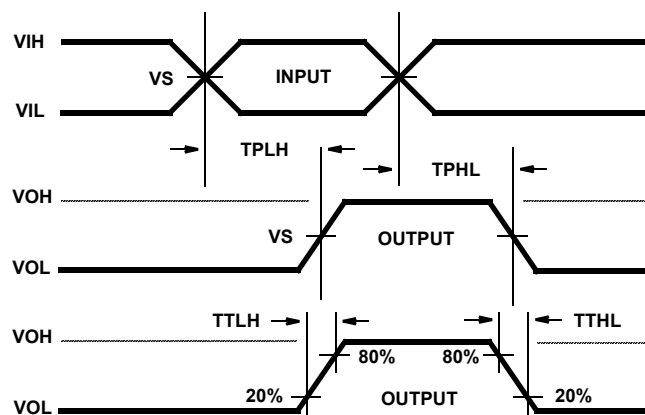 VIH
VS INPUT
VIL
TPLH TPHL
VOH
VS OUTPUT
VOL
TTLH TTHL
VOH
80% 80%
20% OUTPUT 20%
VOL